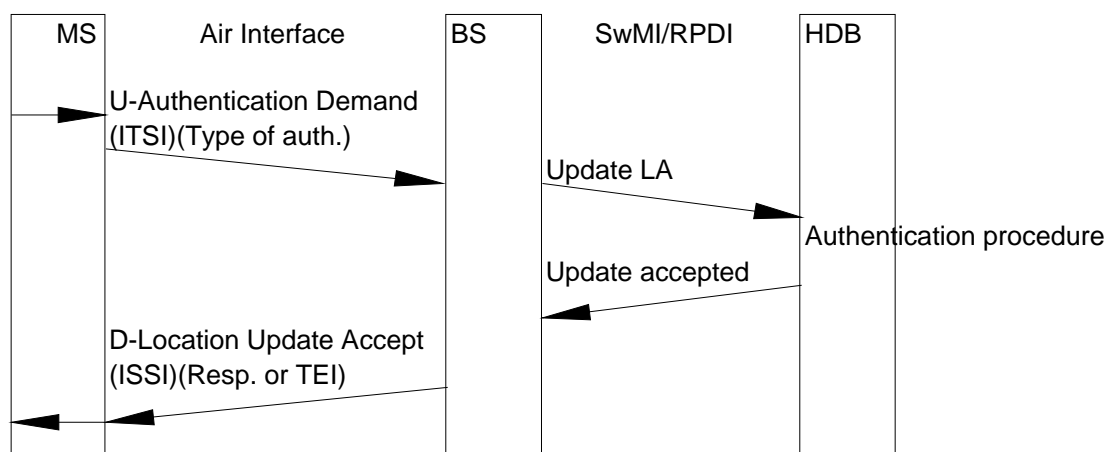 MS Air Interface BS SwMI/RPDI HDB
U-Authentication Demand
(ITSI)(Type of auth.)
Update LA
Authentication procedure
Update accepted
D-Location Update Accept
(ISSI)(Resp. or TEI)